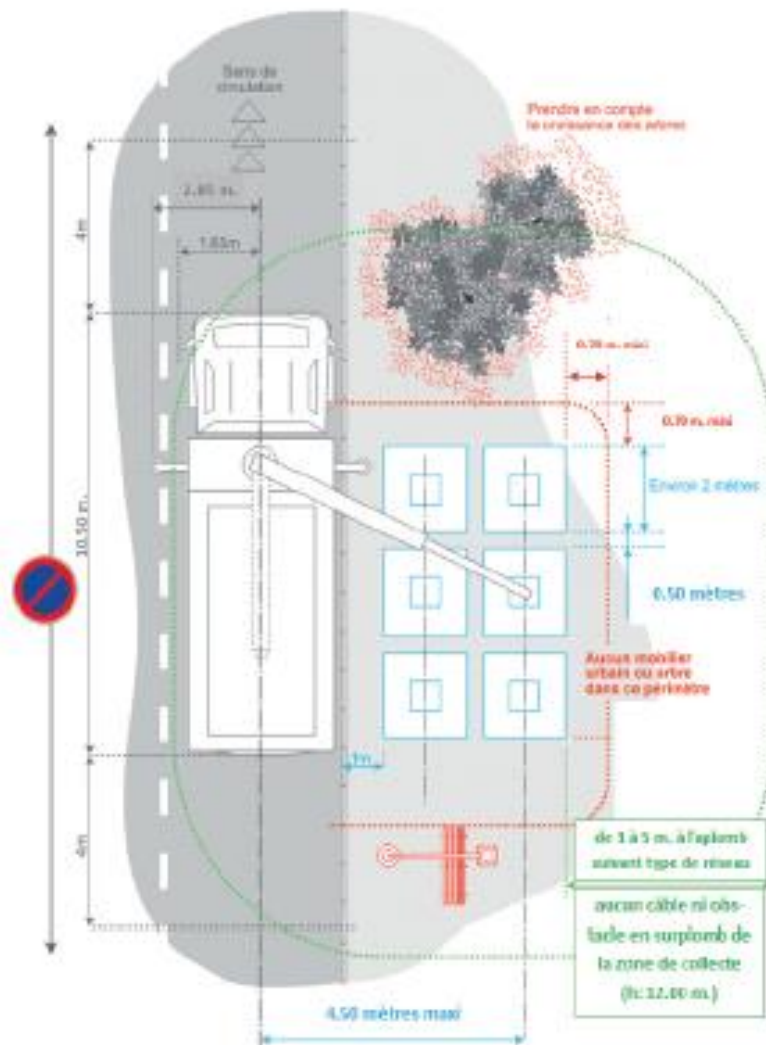 Sens de
circulation
Prendre en compte
la croissance des arbres
4m
1.65m
0.70 m. mini
0.70 m. mini
Environ 2 mètres
10.50 m.
0.50 mètres
Aucun mobilier
urbain ou arbre
dans ce périmètre
1m
4m
de 3 à 5 m. à l'aplomb
suivant type de réseau
aucun câble ni obs-
tacle en surplomb de
la zone de collecte
(h: 12.00 m.)
4.50 mètres maxi